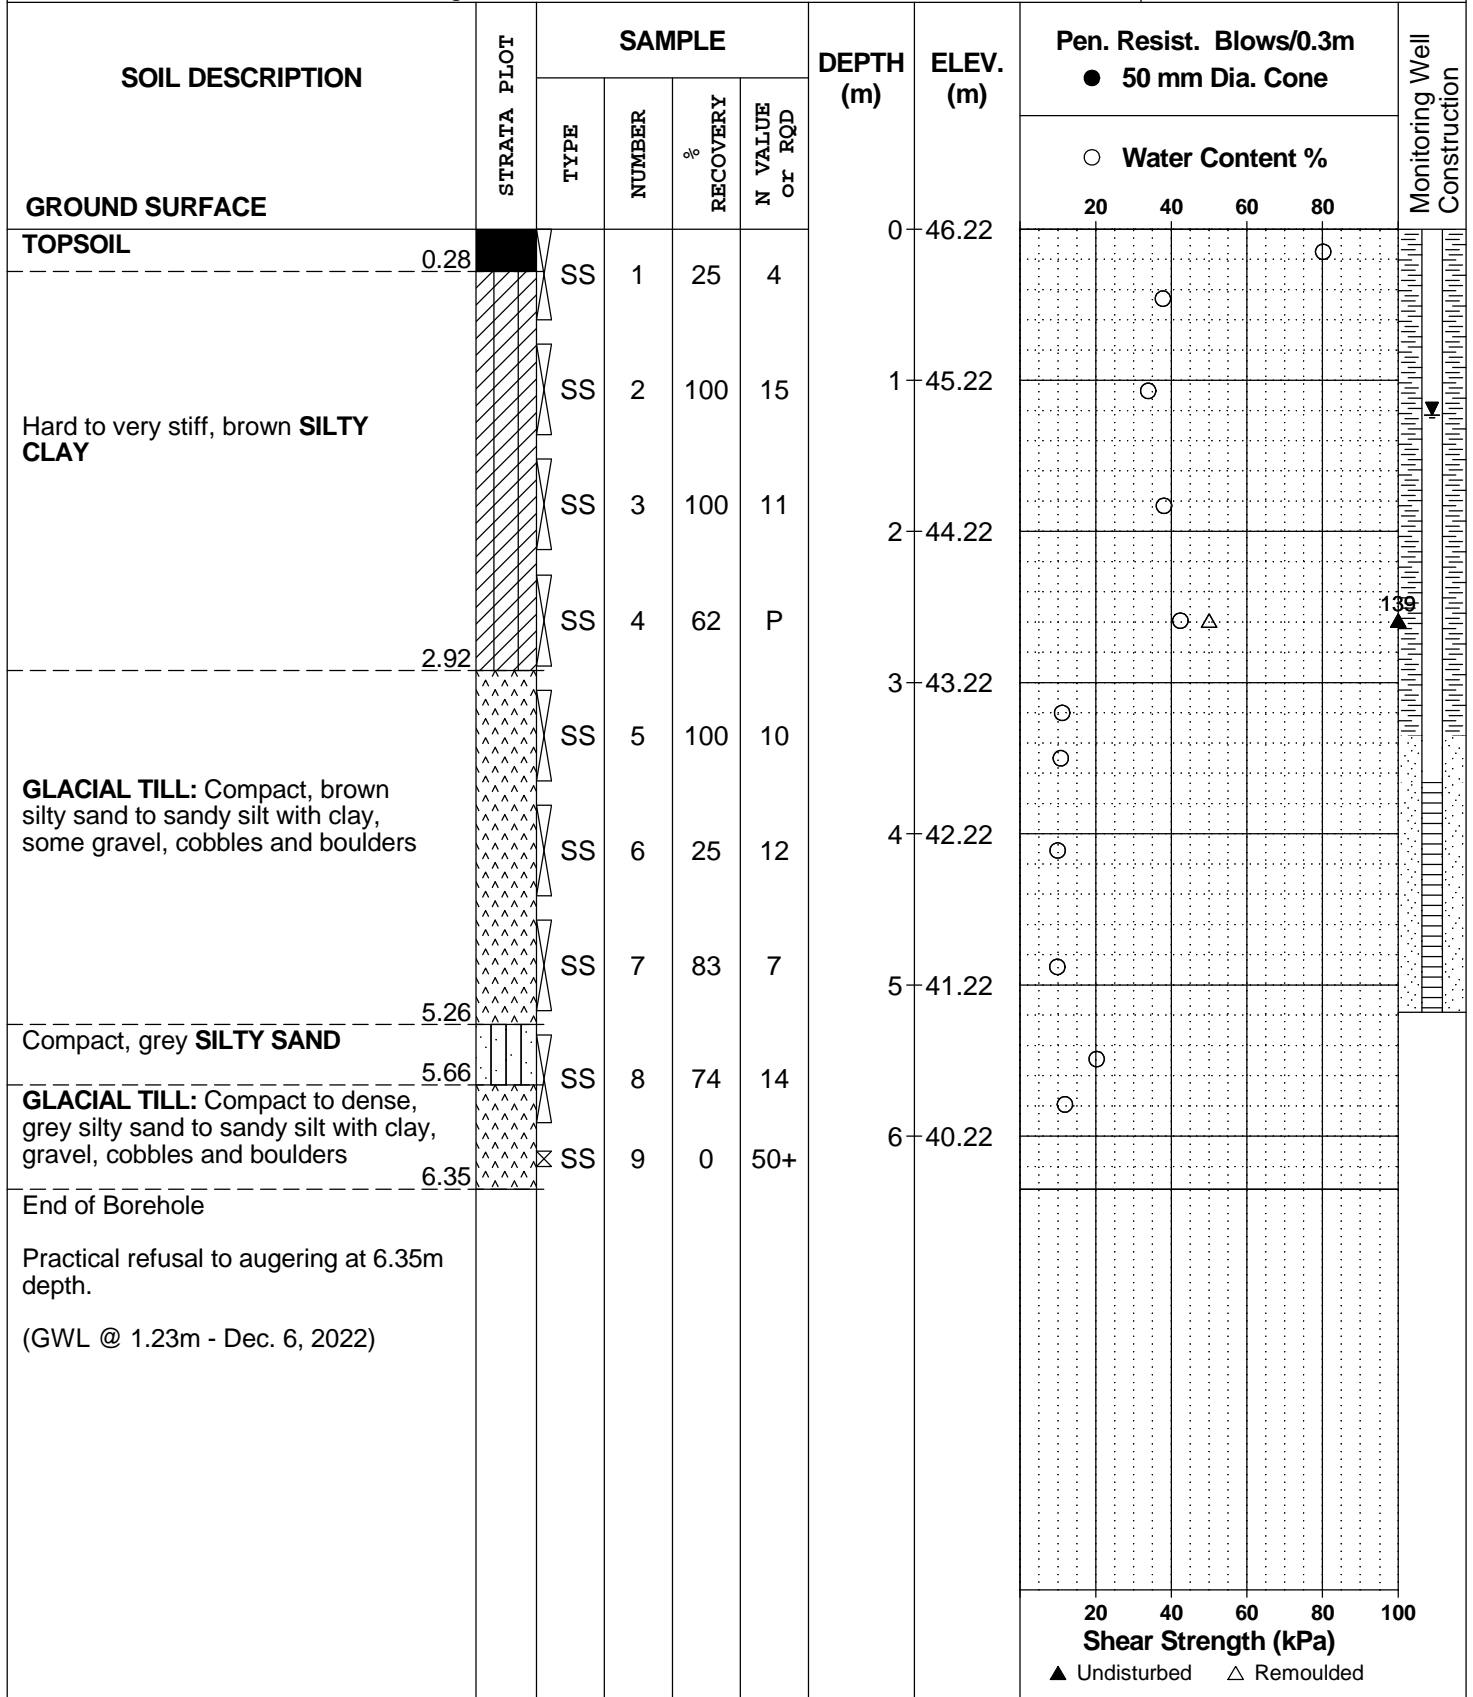 SOIL DESCRIPTION
GROUND SURFACE
STRATA PLOT
SAMPLE
TYPE
NUMBER
% RECOVERY
N VALUE or RQD
DEPTH (m)
ELEV. (m)
Pen. Resist. Blows/0.3m
● 50 mm Dia. Cone
○ Water Content %
20 40 60 80
Monitoring Well Construction
TOPSOIL
0.28
0 46.22
SS 1 25 4
SS 2 100 15
1 45.22
Hard to very stiff, brown SILTY
CLAY
SS 3 100 11
2 44.22
SS 4 62 P
139
2.92
3 43.22
SS 5 100 10
GLACIAL TILL: Compact, brown
silty sand to sandy silt with clay,
some gravel, cobbles and boulders
4 42.22
SS 6 25 12
SS 7 83 7
5 41.22
5.26
Compact, grey SILTY SAND
5.66
SS 8 74 14
GLACIAL TILL: Compact to dense,
grey silty sand to sandy silt with clay,
gravel, cobbles and boulders
6 40.22
SS 9 0 50+
6.35
End of Borehole
Practical refusal to augering at 6.35m
depth.
(GWL @ 1.23m - Dec. 6, 2022)
20 40 60 80 100
Shear Strength (kPa)
▲ Undisturbed △ Remoulded